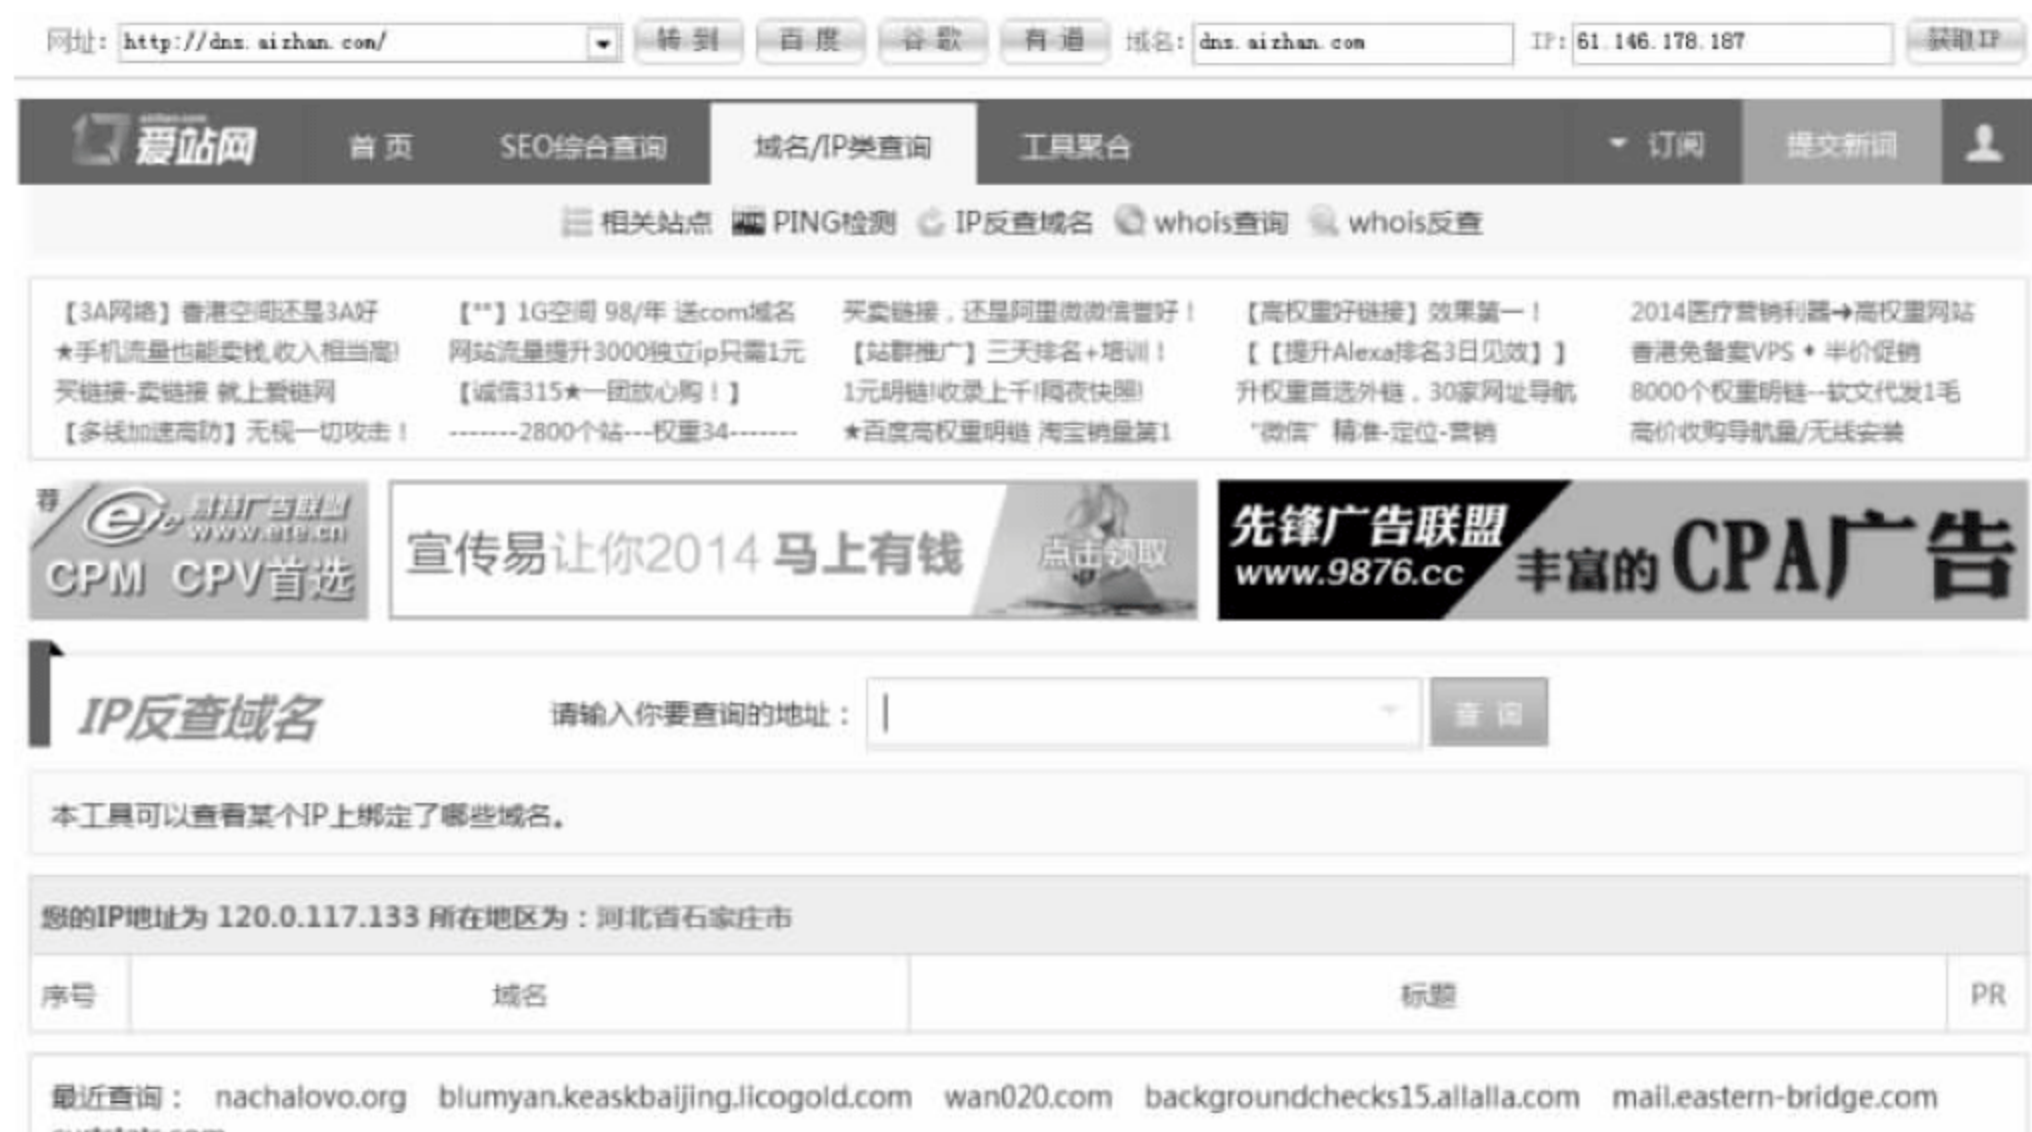 网址: http://dns.aizhan.com/ 转到 百度 谷歌 有道 域名: dns.aizhan.com IP: 61.146.178.187 获取IP
爱站网 首页 SEO综合查询 域名/IP类查询 工具聚合 订阅 提交新词
相关站点 PING检测 IP反查域名 whois查询 whois反查
【3A网络】香港空间还是3A好 【**】1G空间 98/年 送com域名 买卖链接，还是阿里微微信誉好！ 【高权重好链接】效果第一！ 2014医疗营销利器➔高权重网站
★手机流量也能卖钱,收入相当高! 网站流量提升3000独立ip只需1元 【站群推广】三天排名+培训！ 【【提升Alexa排名3日见效】】 香港免备案VPS♦半价促销
买链接-卖链接 就上爱链网 【诚信315★一团放心购！】 1元明链!收录上千!隔夜快照! 升权重首选外链，30家网址导航 8000个权重明链--软文代发1毛
【多线加速高防】无视一切攻击！ -------2800个站---权重34------- ★百度高权重明链 淘宝销量第1 “微信”精准-定位-营销 高价收购导航量/无线安装
荐 易特广告联盟 www.ete.cn
CPM CPV首选
宣传易让你2014马上有钱 点击领取
先锋广告联盟
www.9876.cc
丰富的CPA广告
IP反查域名 请输入你要查询的地址： 查询
本工具可以查看某个IP上绑定了哪些域名。
您的IP地址为 120.0.117.133 所在地区为：河北省石家庄市
序号 域名 标题 PR
最近查询： nachalovo.org blumyan.keaskbaijing.licogold.com wan020.com backgroundchecks15.allalla.com mail.eastern-bridge.com